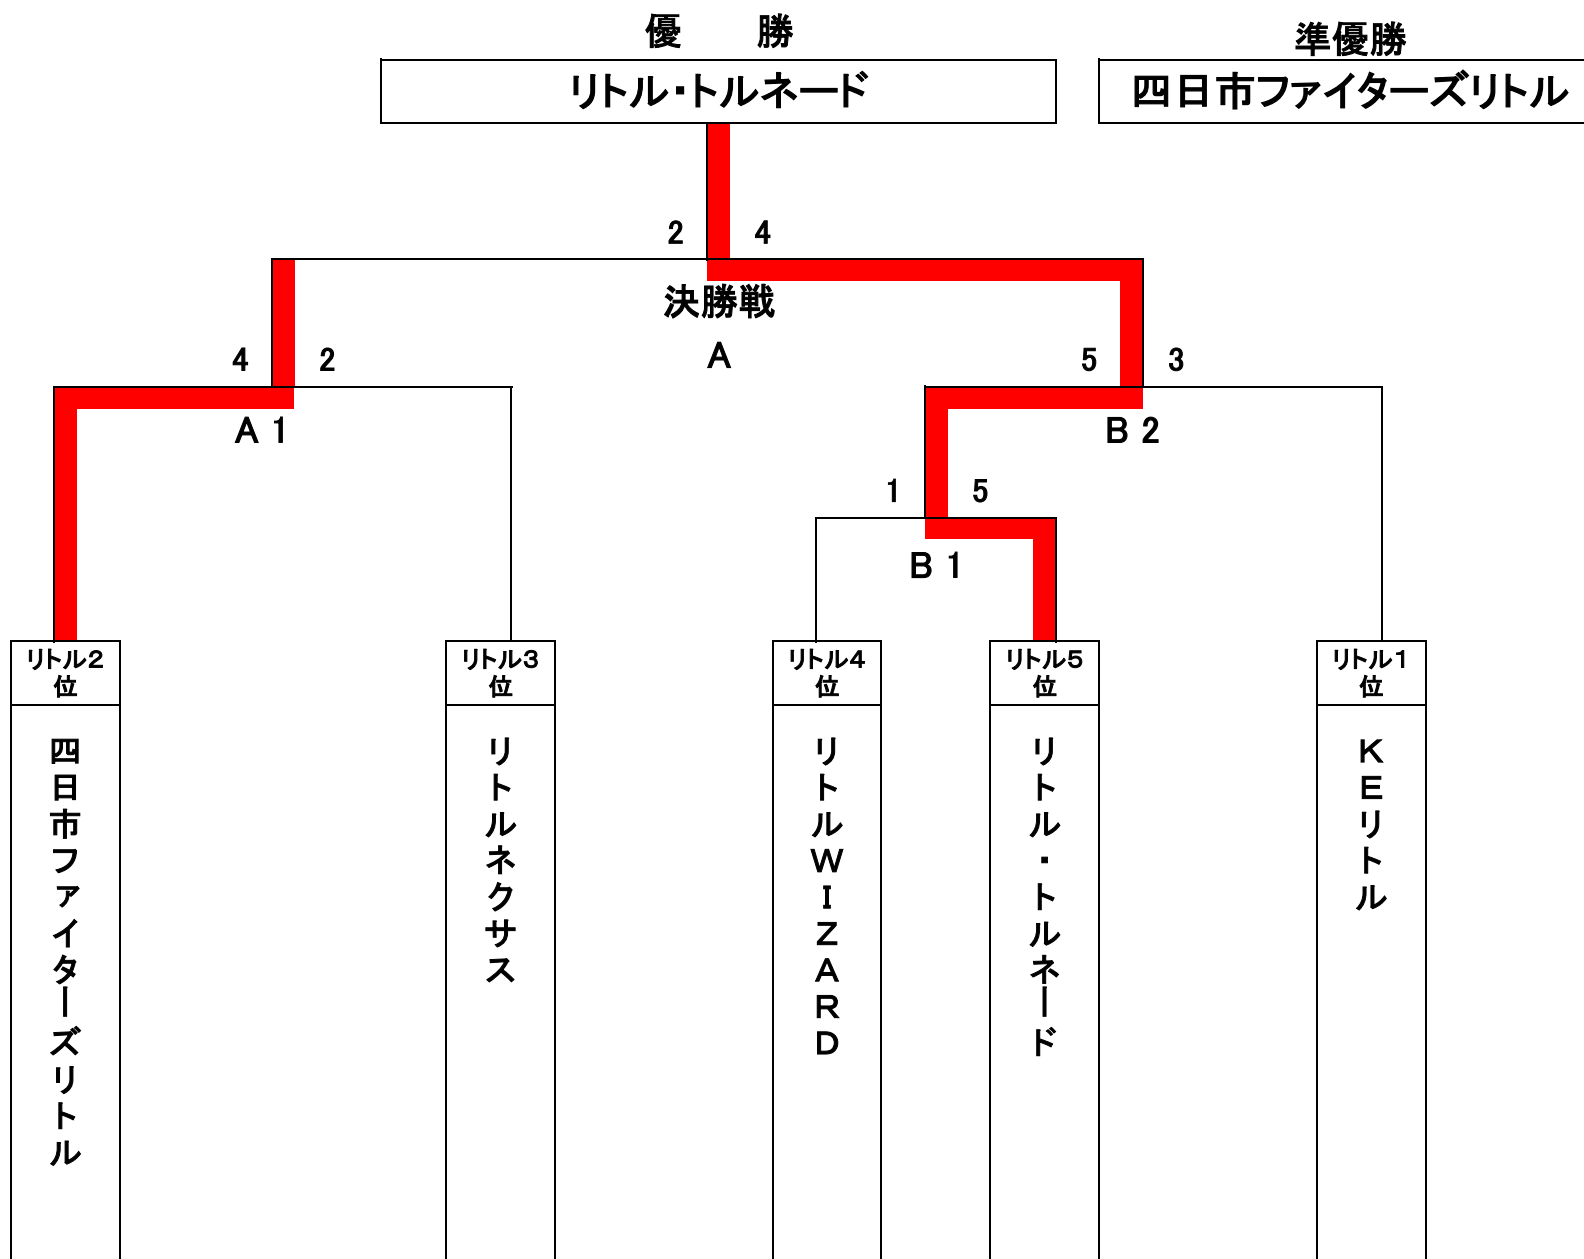 優　勝
準優勝
リトル・トルネード
四日市ファイターズリトル
2 4
決勝戦
A
4 2
5 3
A 1
B 2
1 5
B 1
リトル2位
リトル3位
リトル4位
リトル5位
リトル1位
四日市ファイターズリトル
リトルネクサス
リトルWIZARD
リトル・トルネード
KEリトル